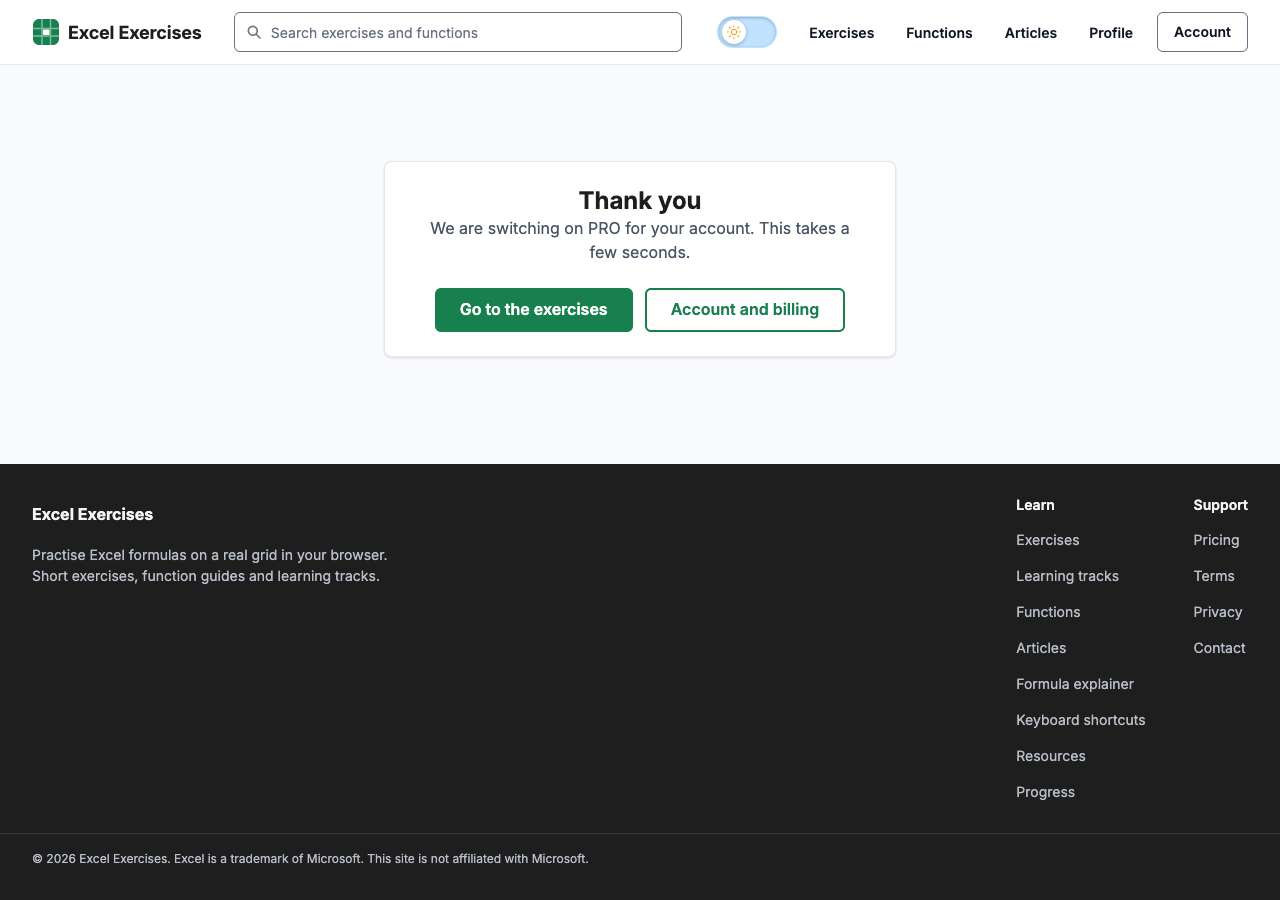 Excel Exercises
Search exercises and functions
Exercises
Functions
Articles
Profile
Account
Thank you
We are switching on PRO for your account. This takes a
few seconds.
Go to the exercises
Account and billing
Excel Exercises
Practise Excel formulas on a real grid in your browser.
Short exercises, function guides and learning tracks.
Learn
Exercises
Learning tracks
Functions
Articles
Formula explainer
Keyboard shortcuts
Resources
Progress
Support
Pricing
Terms
Privacy
Contact
© 2026 Excel Exercises. Excel is a trademark of Microsoft. This site is not affiliated with Microsoft.